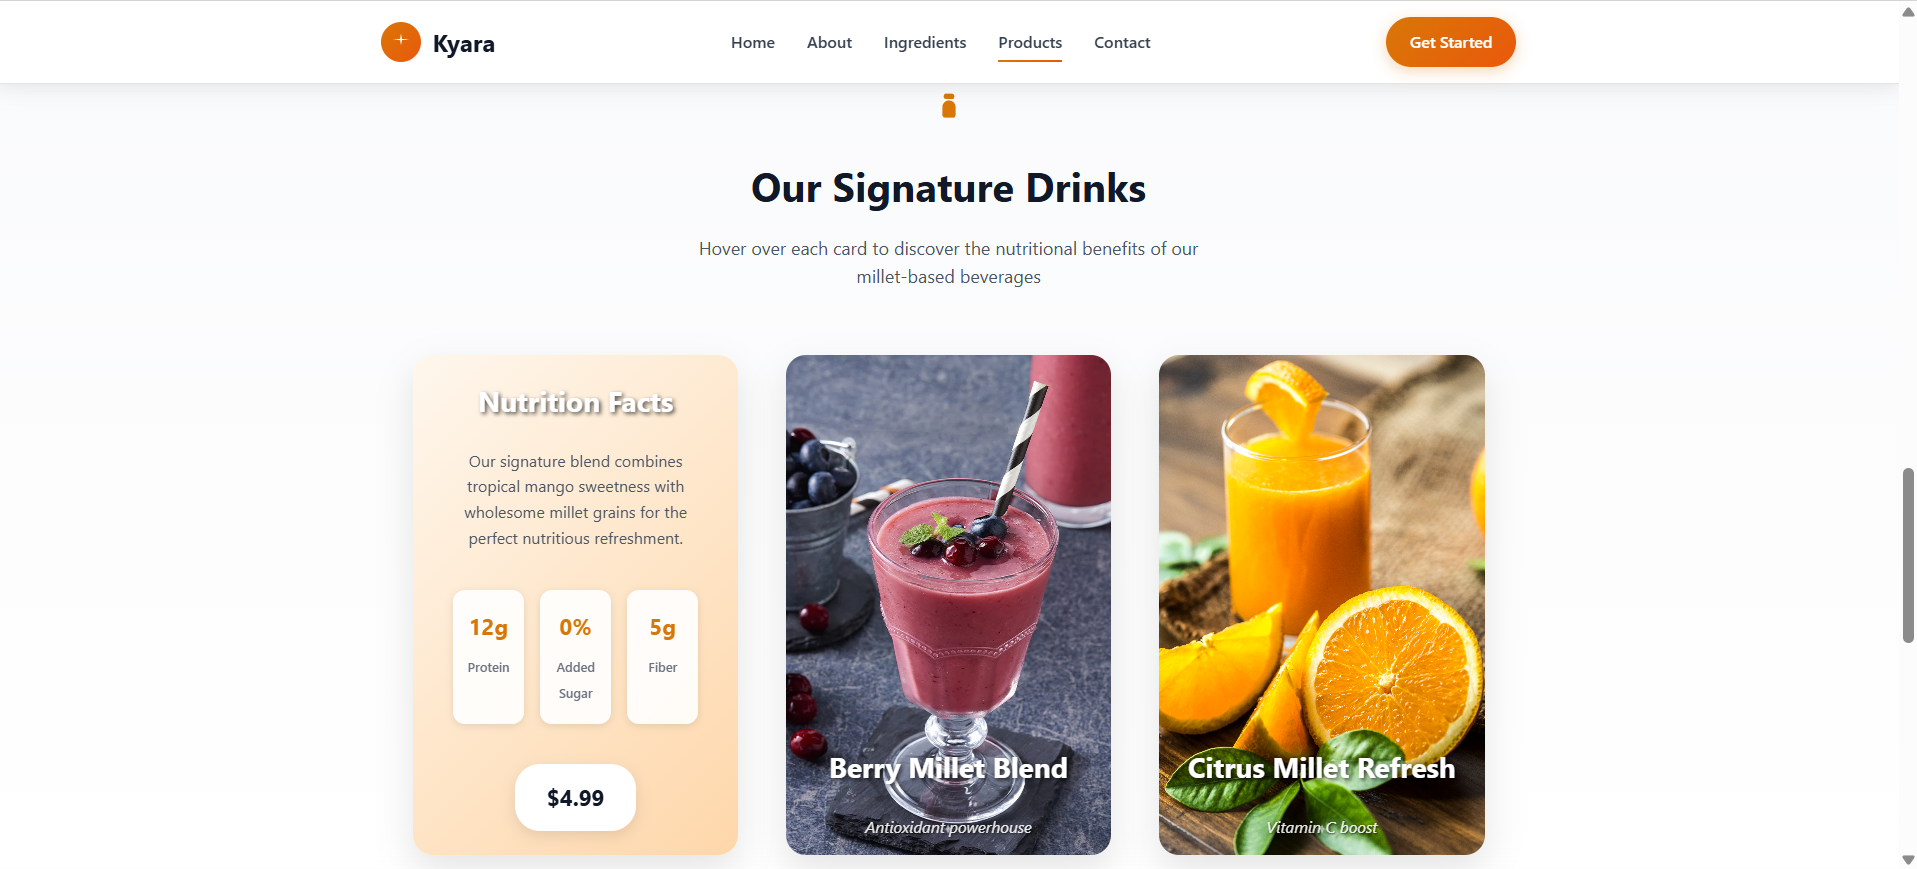 Kyara
Home
About
Ingredients
Products
Contact
Get Started
Our Signature Drinks
Hover over each card to discover the nutritional benefits of our
millet-based beverages
Nutrition Facts
Our signature blend combines
tropical mango sweetness with
wholesome millet grains for the
perfect nutritious refreshment.
12g
Protein
0%
Added
Sugar
5g
Fiber
$4.99
Berry Millet Blend
Antioxidant powerhouse
Citrus Millet Refresh
Vitamin C boost